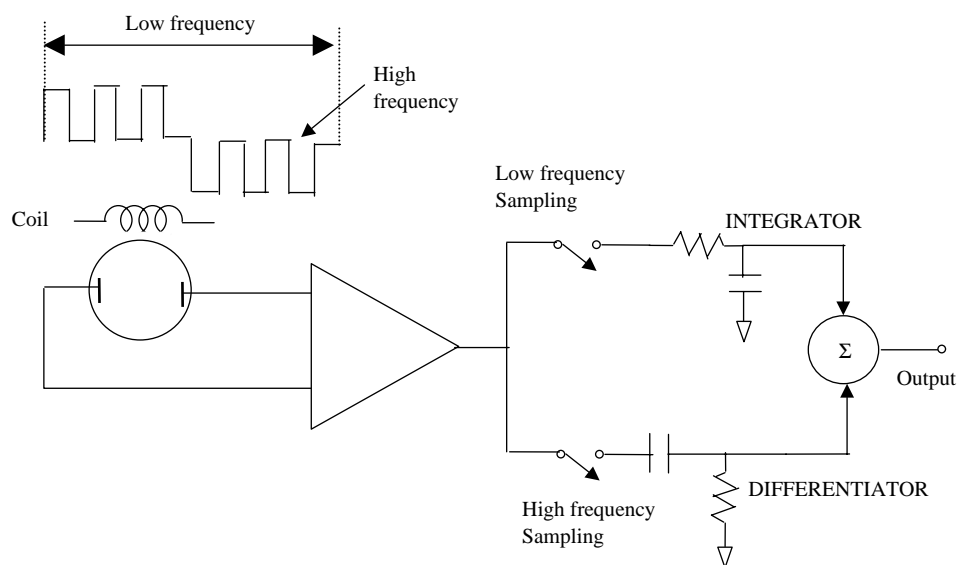 Low frequency
High
frequency
Coil
Low frequency
Sampling
INTEGRATOR
Σ
Output
DIFFERENTIATOR
High frequency
Sampling